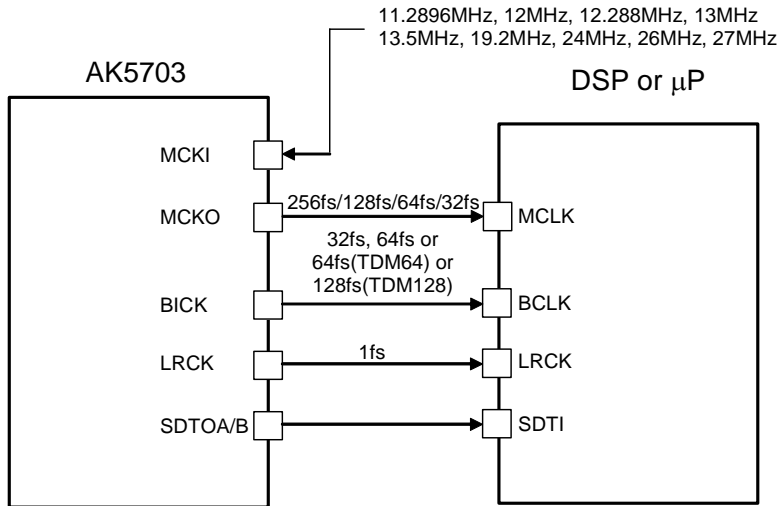 11.2896MHz, 12MHz, 12.288MHz, 13MHz
13.5MHz, 19.2MHz, 24MHz, 26MHz, 27MHz
AK5703
DSP or μP
MCKI
MCKO
256fs/128fs/64fs/32fs
MCLK
32fs, 64fs or
64fs(TDM64) or
128fs(TDM128)
BICK
BCLK
LRCK
1fs
LRCK
SDTOA/B
SDTI